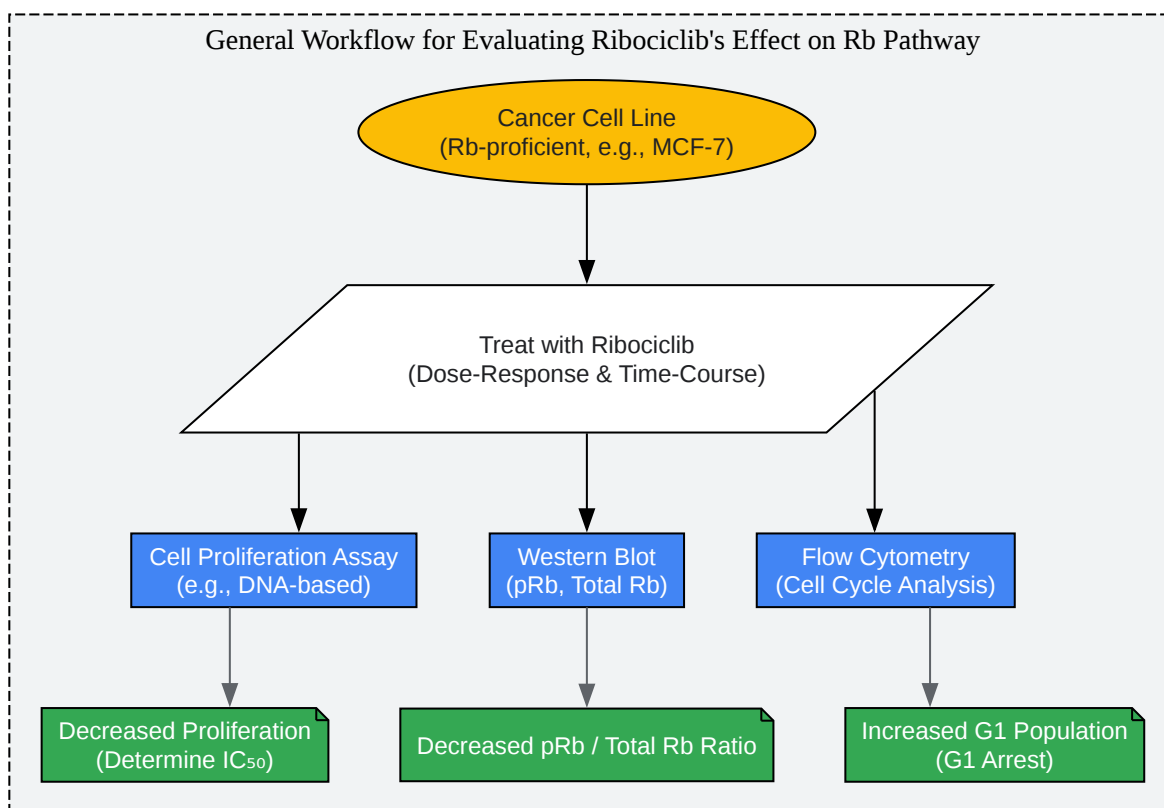 General Workflow for Evaluating Ribociclib's Effect on Rb Pathway
Cancer Cell Line
(Rb-proficient, e.g., MCF-7)
Treat with Ribociclib
(Dose-Response & Time-Course)
Cell Proliferation Assay
(e.g., DNA-based)
Western Blot
(pRb, Total Rb)
Flow Cytometry
(Cell Cycle Analysis)
Decreased Proliferation
(Determine IC₅₀)
Decreased pRb / Total Rb Ratio
Increased G1 Population
(G1 Arrest)